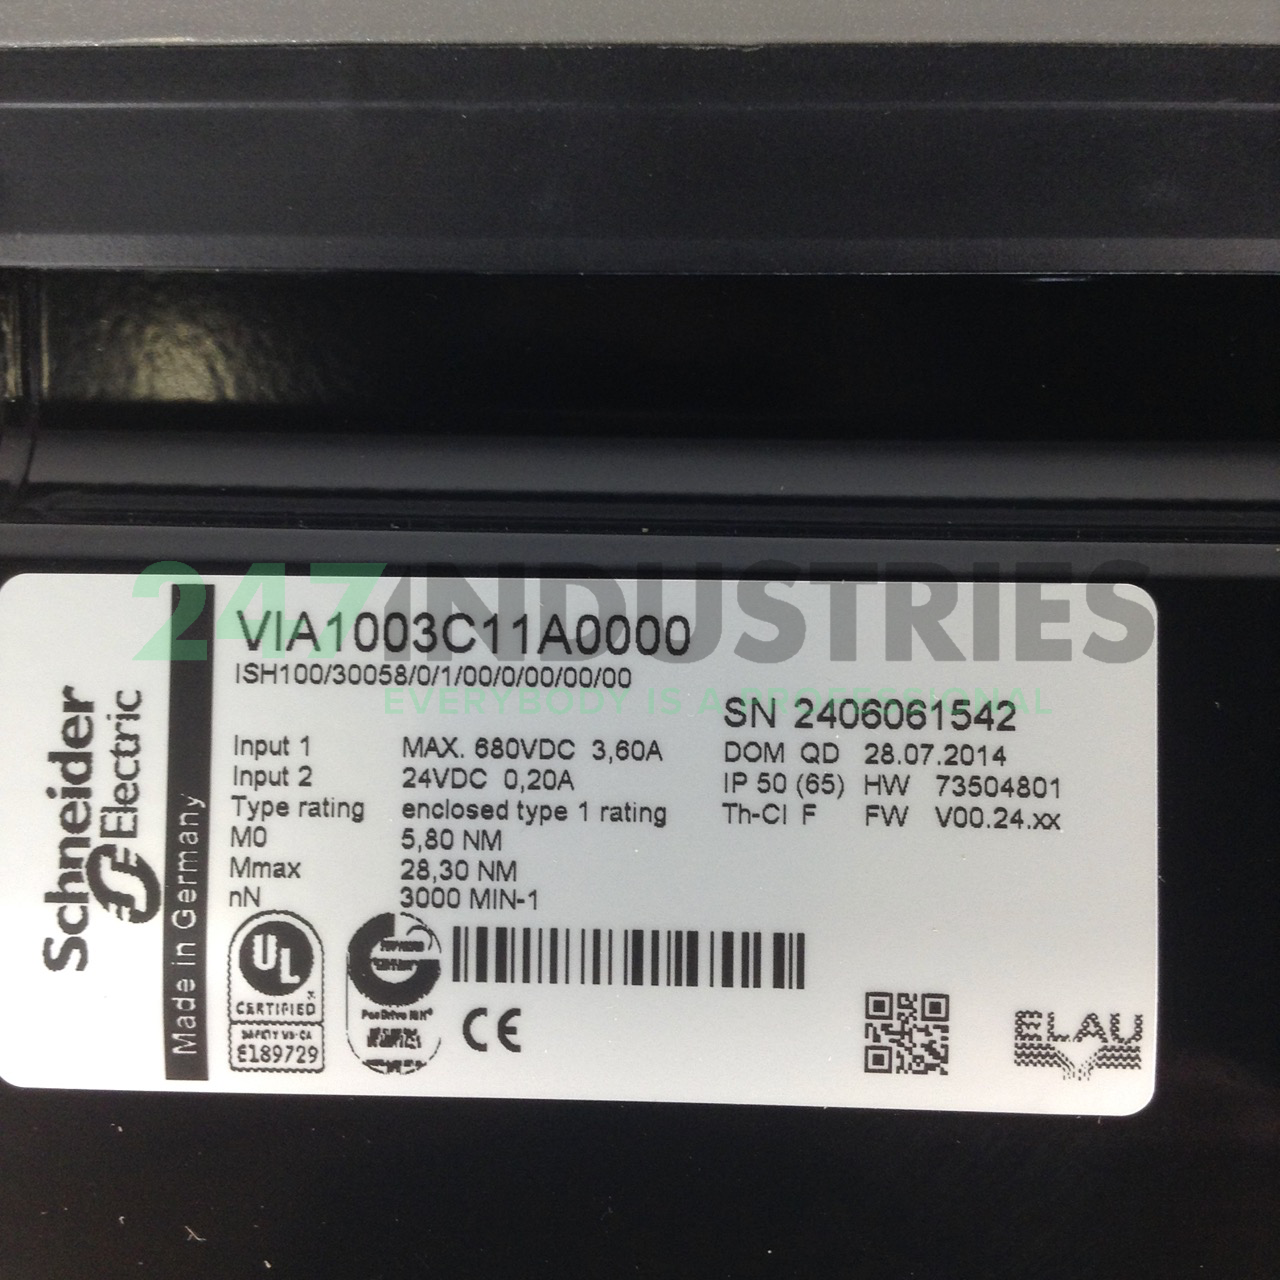 247INDUSTRIES
EVERYBODY IS A PROFESSIONAL
Schneider
Electric
Made in Germany
VIA1003C11A0000
ISH100/30058/0/1/00/0/00/00/00
SN 2406061542
Input 1 MAX. 680VDC 3,60A DOM QD 28.07.2014
Input 2 24VDC 0,20A IP 50 (65) HW 73504801
Type rating enclosed type 1 rating Th-Cl F FW V00.24.xx
M0 5,80 NM
Mmax 28,30 NM
nN 3000 MIN-1
UL
CERTIFIED
SAFETY US-CA
E189729
CE
ELAU